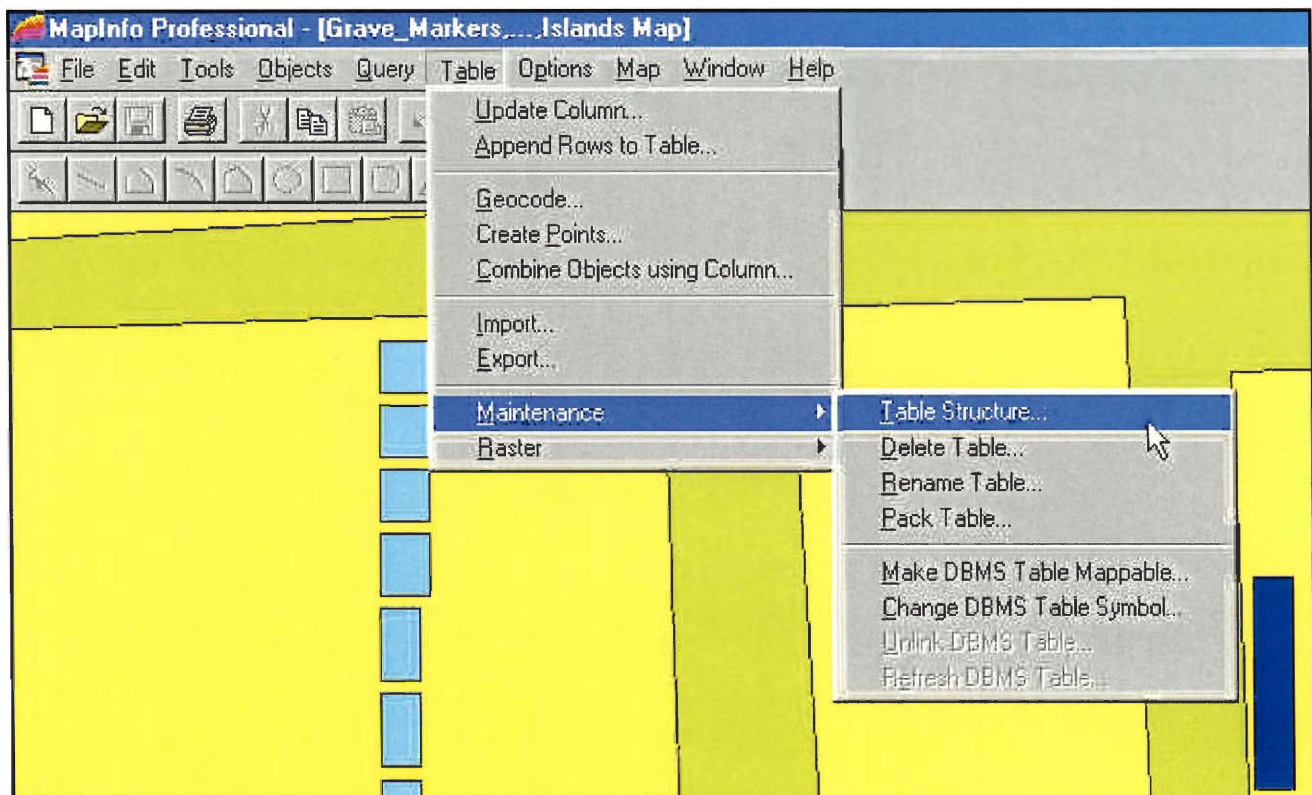 MapInfo Professional - [Grave_Markers,...,Islands Map]
File Edit Tools Objects Query Table Options Map Window Help
Update Column...
Append Rows to Table...
Geocode...
Create Points...
Combine Objects using Column...
Import...
Export...
Maintenance
Raster
Table Structure...
Delete Table...
Rename Table...
Pack Table...
Make DBMS Table Mappable...
Change DBMS Table Symbol...
Unlink DBMS Table...
Refresh DBMS Table...